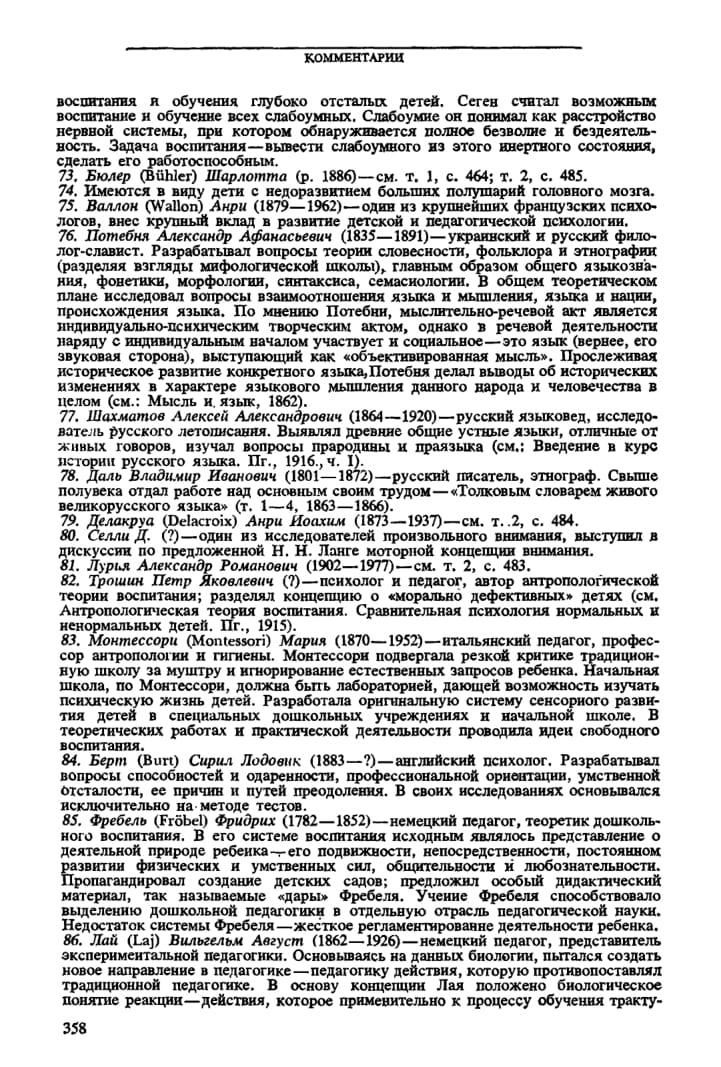 КОММЕНТАРИИ
воспитания и обучения глубоко отсталых детей. Сеген считал возможным
воспитание и обучение всех слабоумных. Слабоумие он понимал как расстройство
нервной системы, при котором обнаруживается полное безволие и бездеятель-
ность. Задача воспитания—вывести слабоумного из этого инертного состояния,
сделать его работоспособным.
73. Бюлер (Bühler) Шарлотта (р. 1886)—см. т. 1, с. 464; т. 2, с. 485.
74. Имеются в виду дети с недоразвитием больших полушарий головного мозга.
75. Валлон (Wallon) Анри (1879—1962)—один из крупнейших французских психо-
логов, внес крупный вклад в развитие детской и педагогической психологии.
76. Потебня Александр Афанасьевич (1835—1891)—украинский и русский фило-
лог-славист. Разрабатывал вопросы теории словесности, фольклора и этнографии
(разделяя взгляды мифологической школы), главным образом общего языкозна-
ния, фонетики, морфологии, синтаксиса, семасиологии. В общем теоретическом
плане исследовал вопросы взаимоотношения языка и мышления, языка и нации,
происхождения языка. По мнению Потебни, мыслительно-речевой акт является
индивидуально-психическим творческим актом, однако в речевой деятельности
наряду с индивидуальным началом участвует и социальное—это язык (вернее, его
звуковая сторона), выступающий как «объективированная мысль». Прослеживая
историческое развитие конкретного языка, Потебня делал выводы об исторических
изменениях в характере языкового мышления данного народа и человечества в
целом (см.: Мысль и язык, 1862).
77. Шахматов Алексей Александрович (1864—1920)—русский языковед, исследо-
ватель русского летописания. Выявлял древние общие устные языки, отличные от
живых говоров, изучал вопросы прародины и праязыка (см.: Введение в курс
истории русского языка. Пг., 1916., ч. I).
78. Даль Владимир Иванович (1801—1872)—русский писатель, этнограф. Свыше
полувека отдал работе над основным своим трудом—«Толковым словарем живого
великорусского языка» (т. 1—4, 1863—1866).
79. Делакруа (Delacroix) Анри Иоахим (1873—1937)—см. т. .2, с. 484.
80. Селли Д. (?)—один из исследователей произвольного внимания, выступил в
дискуссии по предложенной Н. Н. Ланге моторной концепции внимания.
81. Лурья Александр Романович (1902—1977)—см. т. 2, с. 483.
82. Трошин Петр Яковлевич (?)—психолог и педагог, автор антропологической
теории воспитания; разделял концепцию о «морально дефективных» детях (см.
Антропологическая теория воспитания. Сравнительная психология нормальных и
ненормальных детей. Пг., 1915).
83. Монтессори (Montessori) Мария (1870—1952)—итальянский педагог, профес-
сор антропологии и гигиены. Монтессори подвергала резкой критике традицион-
ную школу за муштру и игнорирование естественных запросов ребенка. Начальная
школа, по Монтессори, должна быть лабораторией, дающей возможность изучать
психическую жизнь детей. Разработала оригинальную систему сенсорного разви-
тия детей в специальных дошкольных учреждениях и начальной школе. В
теоретических работах и практической деятельности проводила идеи свободного
воспитания.
84. Берт (Burt) Сирил Лодовик (1883—?)—английский психолог. Разрабатывал
вопросы способностей и одаренности, профессиональной ориентации, умственной
отсталости, ее причин и путей преодоления. В своих исследованиях основывался
исключительно на методе тестов.
85. Фребель (Fröbel) Фридрих (1782—1852)—немецкий педагог, теоретик дошколь-
ного воспитания. В его системе воспитания исходным являлось представление о
деятельной природе ребенка—его подвижности, непосредственности, постоянном
развитии физических и умственных сил, общительности и любознательности.
Пропагандировал создание детских садов; предложил особый дидактический
материал, так называемые «дары» Фребеля. Учение Фребеля способствовало
выделению дошкольной педагогики в отдельную отрасль педагогической науки.
Недостаток системы Фребеля—жесткое регламентирование деятельности ребенка.
86. Лай (Laj) Вильгельм Август (1862—1926)—немецкий педагог, представитель
экспериментальной педагогики. Основываясь на данных биологии, пытался создать
новое направление в педагогике—педагогику действия, которую противопоставлял
традиционной педагогике. В основу концепции Лая положено биологическое
понятие реакции—действия, которое применительно к процессу обучения тракту-
358